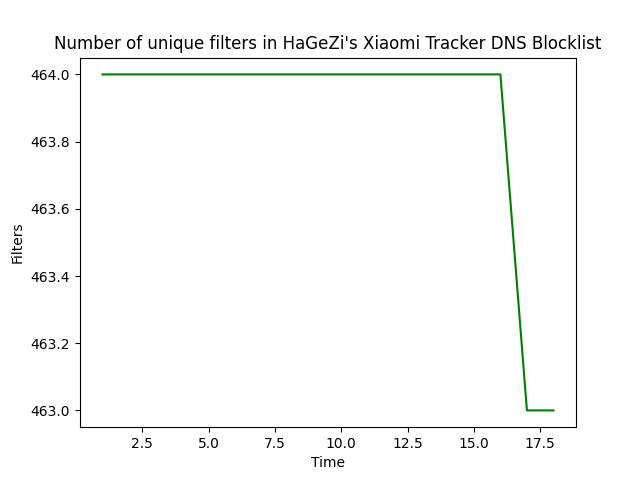 Number of unique filters in HaGeZi's Xiaomi Tracker DNS Blocklist
464.0
463.8
463.6
463.4
463.2
463.0
Filters
2.5 5.0 7.5 10.0 12.5 15.0 17.5
Time